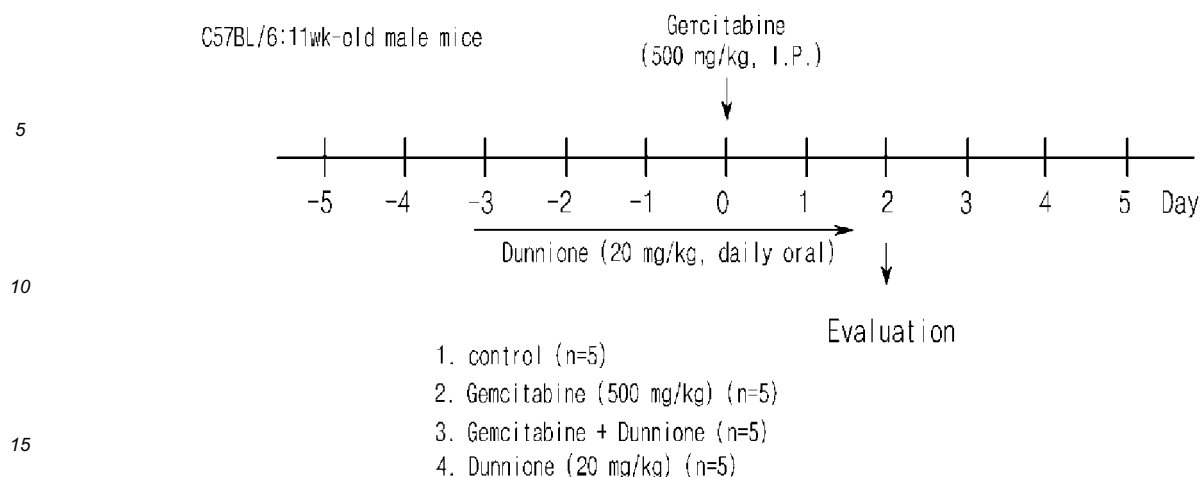 C57BL/6:11wk-old male mice
Gemcitabine
(500 mg/kg, I.P.)
5
-5 -4 -3 -2 -1 0 1 2 3 4 5 Day
Dunnione (20 mg/kg, daily oral)
10
Evaluation
1. control (n=5)
2. Gemcitabine (500 mg/kg) (n=5)
3. Gemcitabine + Dunnione (n=5)
15
4. Dunnione (20 mg/kg) (n=5)